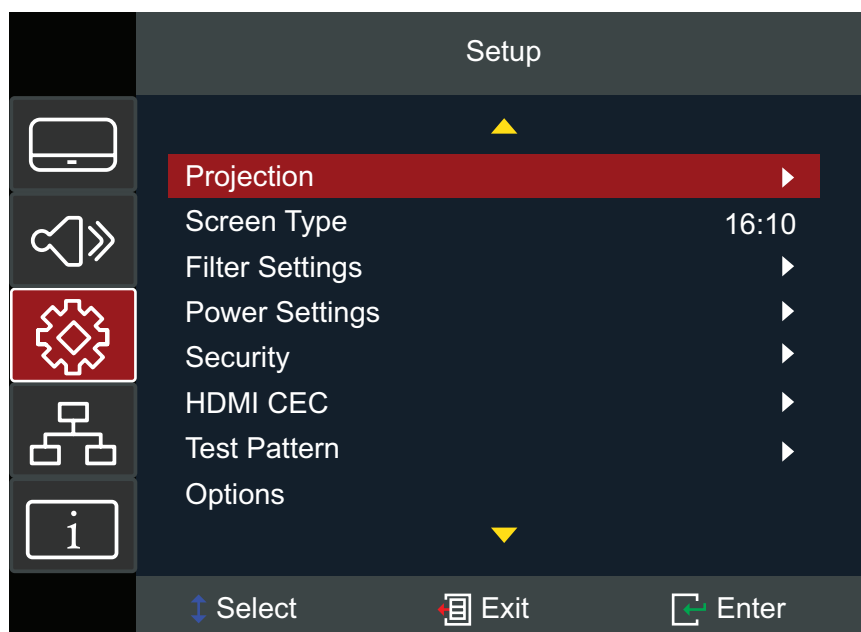 Setup
Projection
Screen Type 16:10
Filter Settings
Power Settings
Security
HDMI CEC
Test Pattern
Options
i
Select Exit Enter